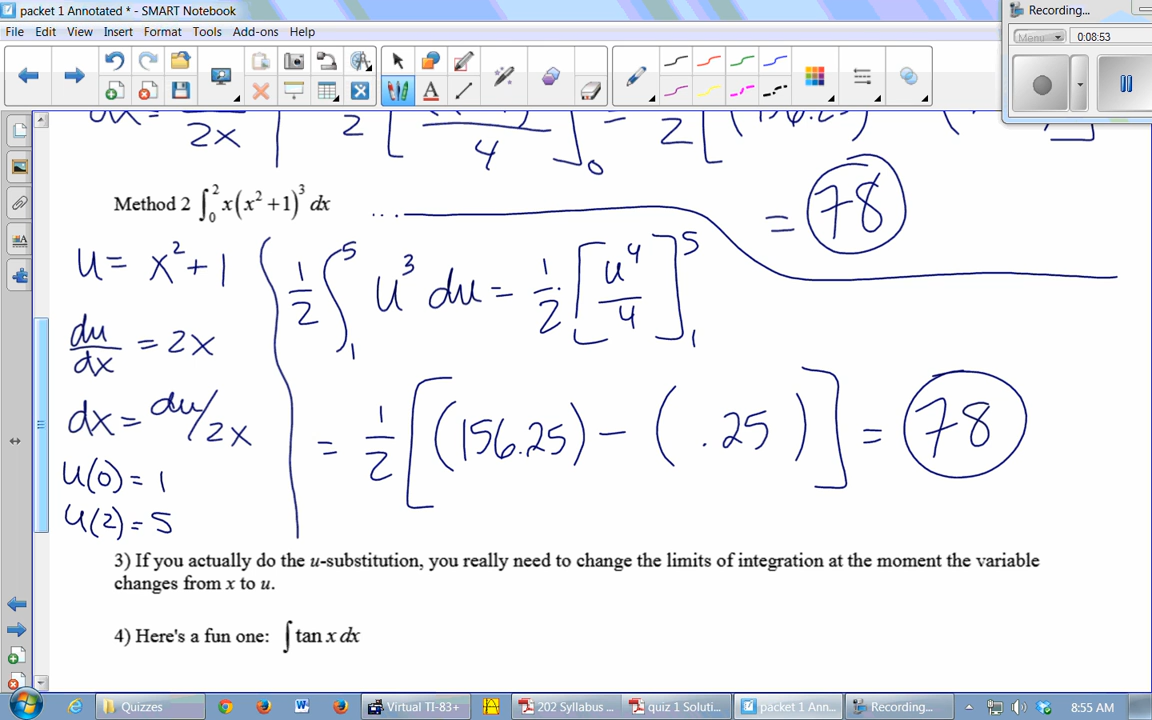 packet 1 Annotated * - SMART Notebook
Recording...
File Edit View Insert Format Tools Add-ons Help
Menu
0:08:53
2x 2 [ 4 ]0 = 2 [ (156.25) (
Method 2 ∫₀² x(x² + 1)³ dx
...
= 78
u = x² + 1
1/2 ∫₁⁵ u³ du = 1/2 [u⁴/4]₁⁵
du/dx = 2x
dx = du/2x
= 1/2 [(156.25) − (.25)] = 78
u(0) = 1
u(2) = 5
3) If you actually do the u-substitution, you really need to change the limits of integration at the moment the variable
changes from x to u.
4) Here's a fun one: ∫ tan x dx
Quizzes
Virtual TI-83+
202 Syllabus ...
quiz 1 Soluti...
packet 1 Ann...
Recording...
8:55 AM